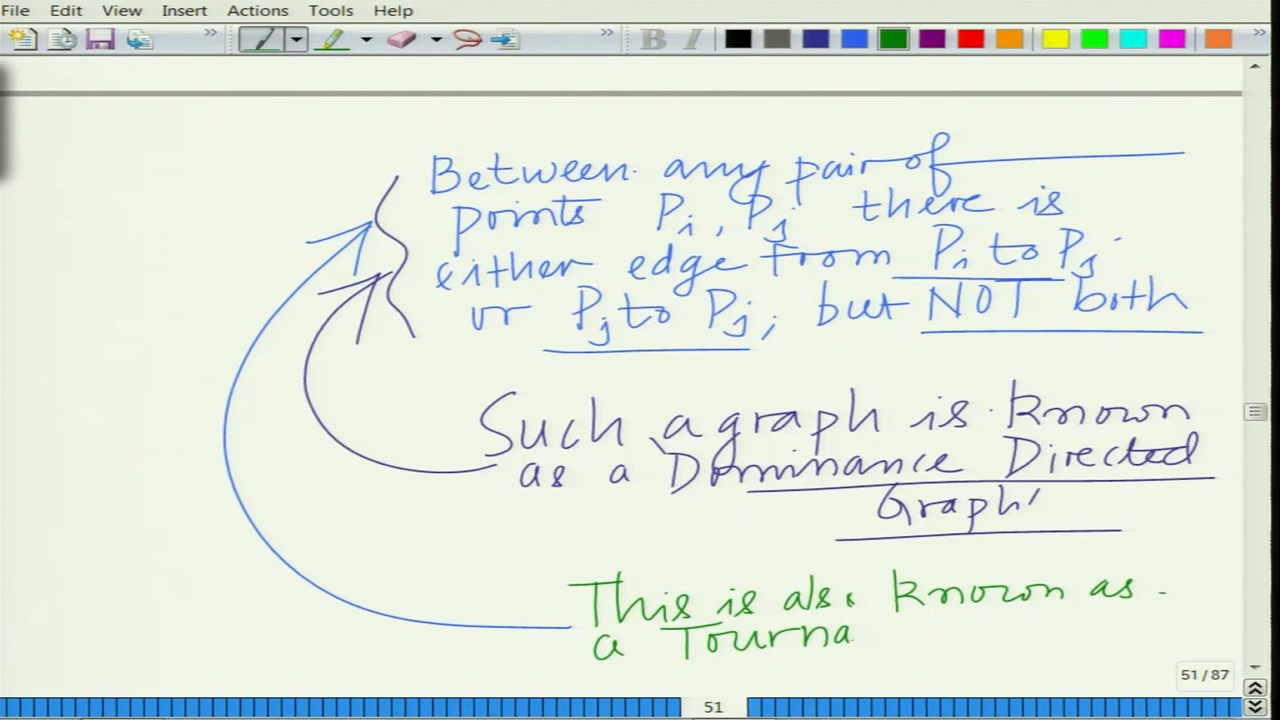 File Edit View Insert Actions Tools Help
Between any pair of
points Pi, Pj there is
either edge from Pi to Pj
or Pj to Pj, but NOT both
Such a graph is known
as a Dominance Directed
Graph
This is also known as
a Tourna
51 / 87
51